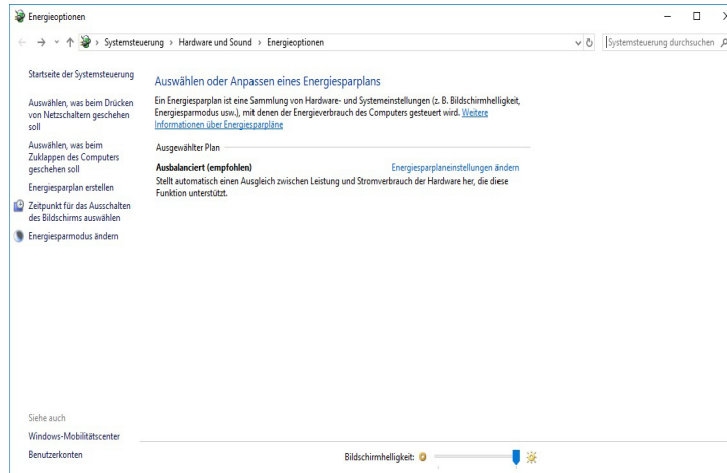 Energieoptionen
Systemsteuerung > Hardware und Sound > Energieoptionen
Systemsteuerung durchsuchen
Startseite der Systemsteuerung
Auswählen, was beim Drücken
von Netzschaltern geschehen
soll
Auswählen, was beim
Zuklappen des Computers
geschehen soll
Energiesparplan erstellen
Zeitpunkt für das Ausschalten
des Bildschirms auswählen
Energiesparmodus ändern
Auswählen oder Anpassen eines Energiesparplans
Ein Energiesparplan ist eine Sammlung von Hardware- und Systemeinstellungen (z. B. Bildschirmhelligkeit,
Energiesparmodus usw.), mit denen der Energieverbrauch des Computers gesteuert wird. Weitere
Informationen über Energiesparpläne
Ausgewählter Plan
Ausbalanciert (empfohlen) Energiesparplaneinstellungen ändern
Stellt automatisch einen Ausgleich zwischen Leistung und Stromverbrauch der Hardware her, die diese
Funktion unterstützt.
Siehe auch
Windows-Mobilitätscenter
Benutzerkonten
Bildschirmhelligkeit: